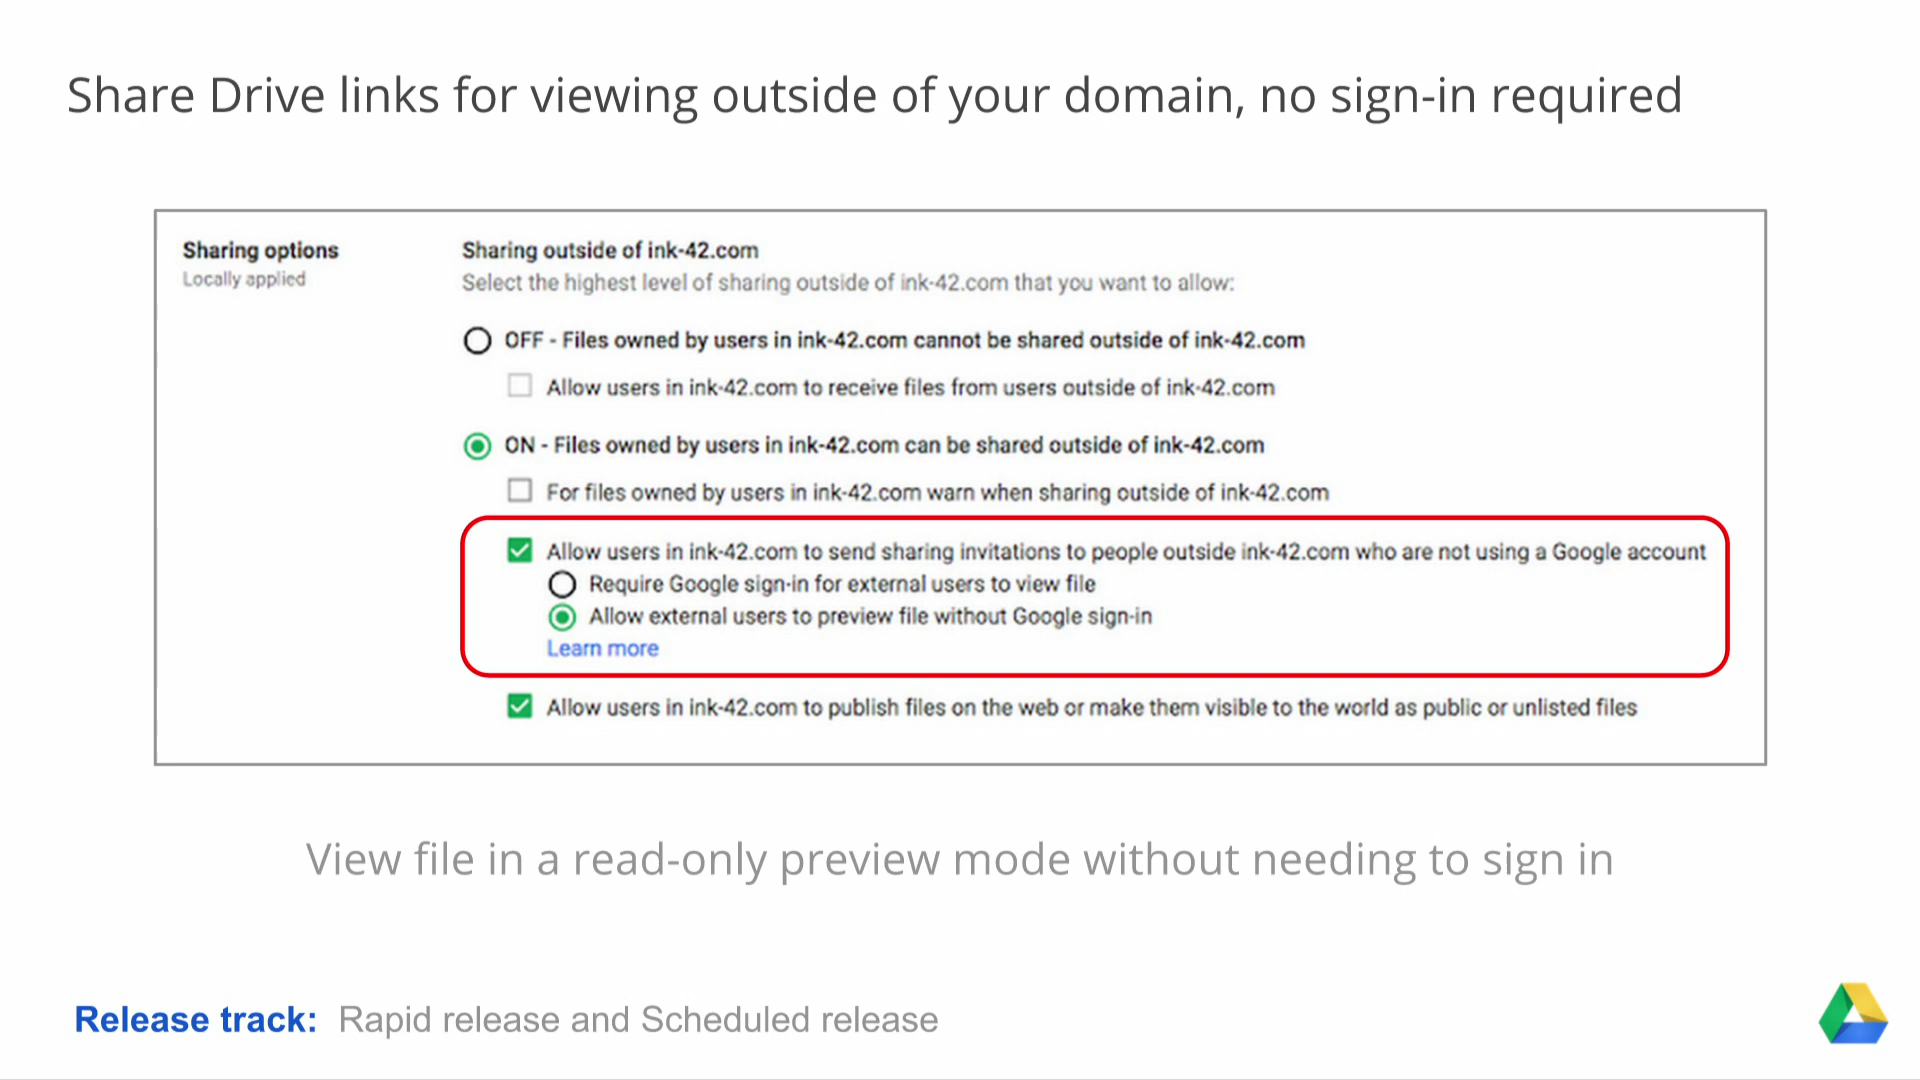 Share Drive links for viewing outside of your domain, no sign-in required
Sharing options
Locally applied
Sharing outside of ink-42.com
Select the highest level of sharing outside of ink-42.com that you want to allow:
OFF - Files owned by users in ink-42.com cannot be shared outside of ink-42.com
Allow users in ink-42.com to receive files from users outside of ink-42.com
ON - Files owned by users in ink-42.com can be shared outside of ink-42.com
For files owned by users in ink-42.com warn when sharing outside of ink-42.com
Allow users in ink-42.com to send sharing invitations to people outside ink-42.com who are not using a Google account
Require Google sign-in for external users to view file
Allow external users to preview file without Google sign-in
Learn more
Allow users in ink-42.com to publish files on the web or make them visible to the world as public or unlisted files
View file in a read-only preview mode without needing to sign in
Release track: Rapid release and Scheduled release